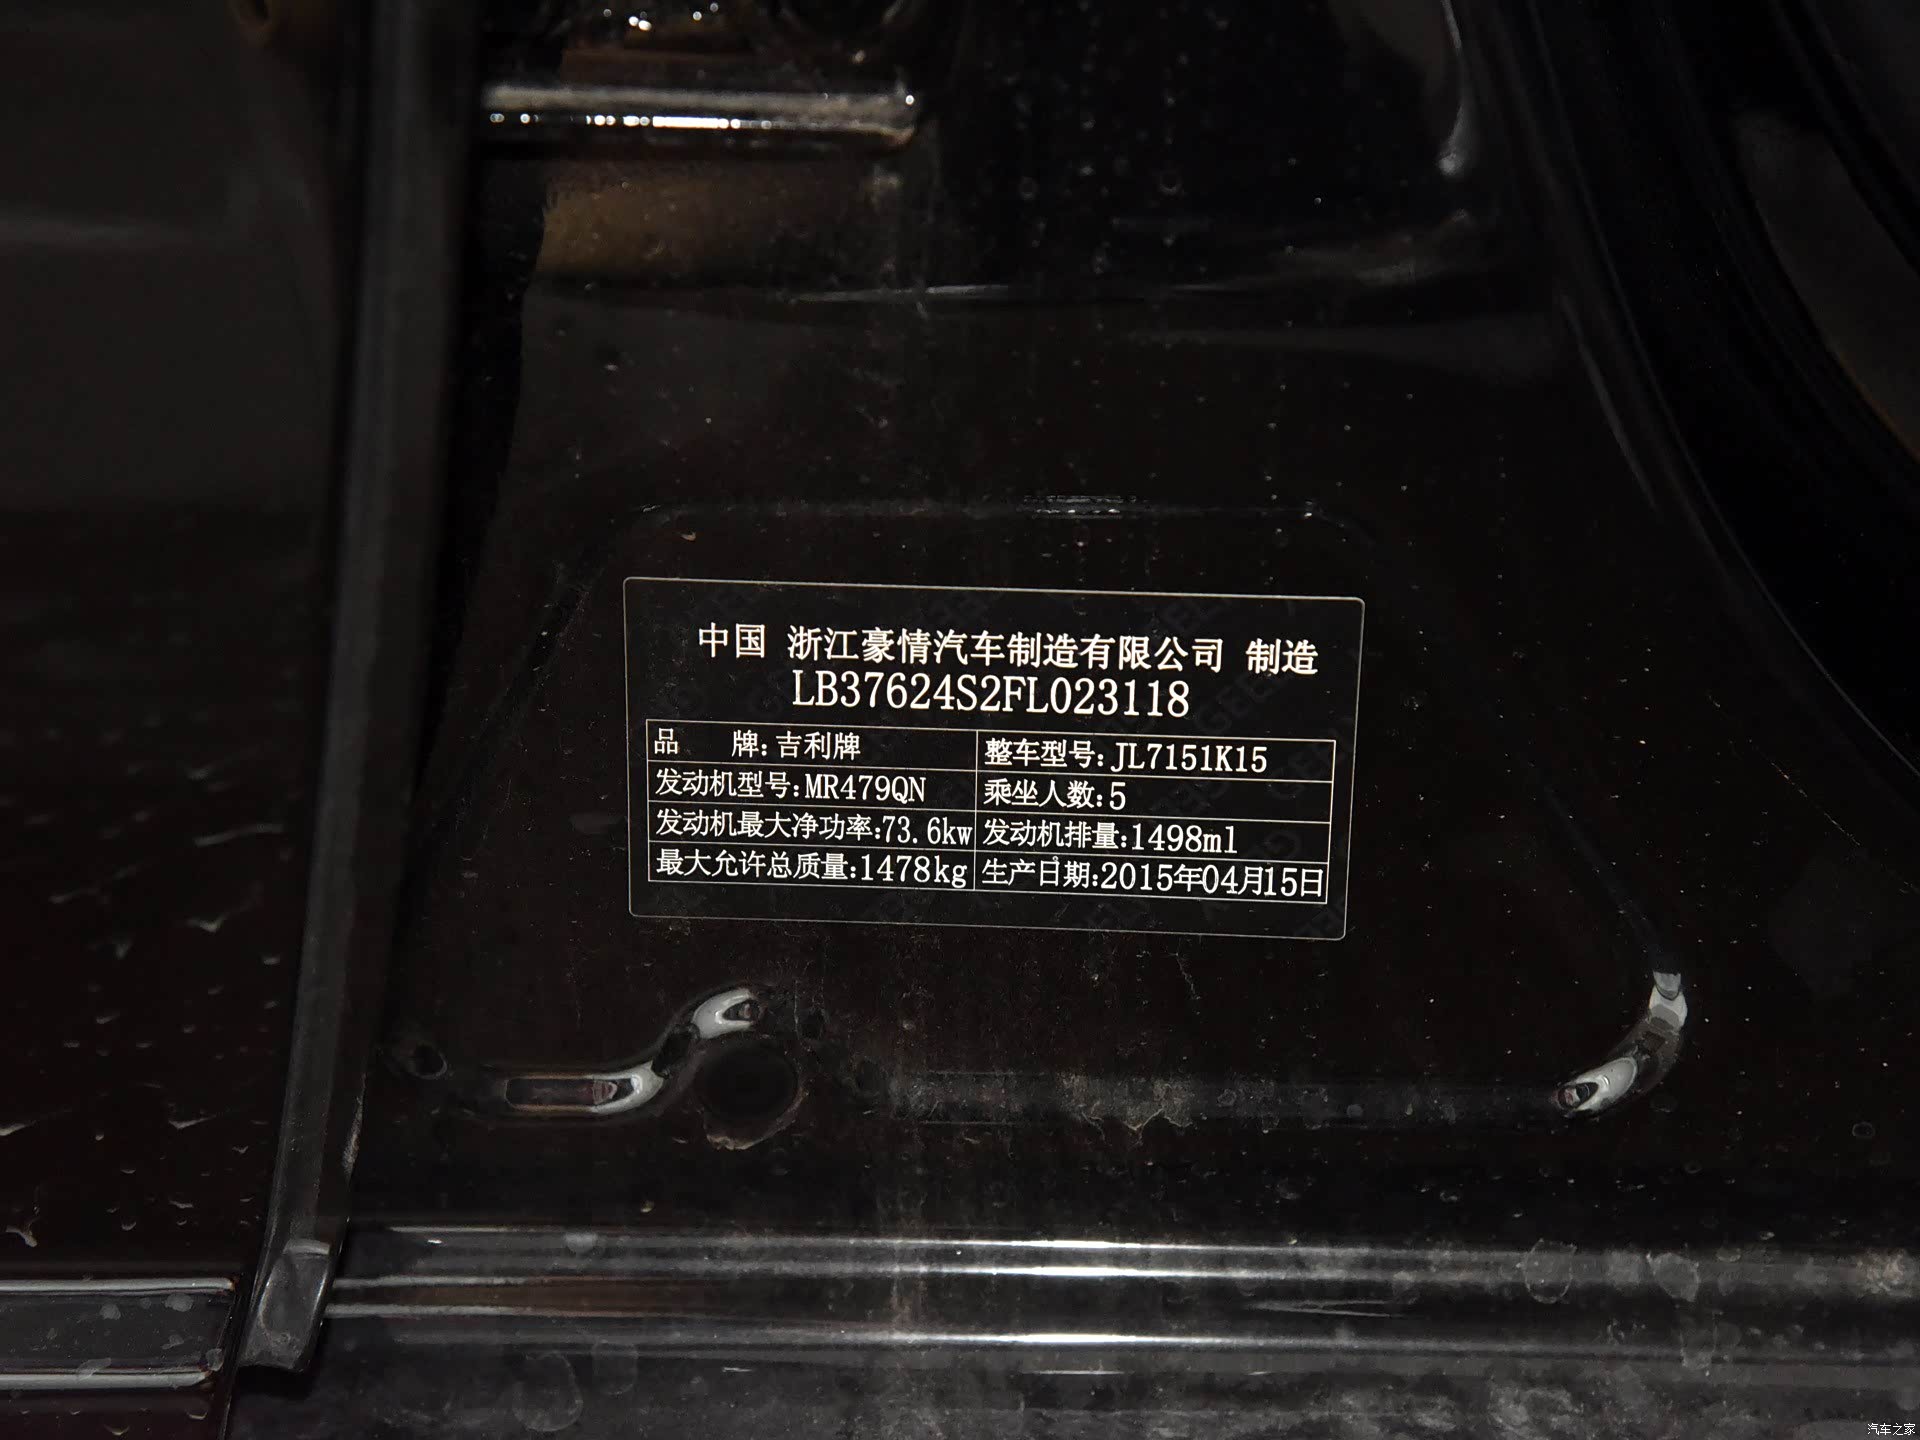 中国 浙江豪情汽车制造有限公司 制造
LB37624S2FL023118
品 牌:吉利牌 整车型号:JL7151K15
发动机型号:MR479QN 乘坐人数:5
发动机最大净功率:73.6kw 发动机排量:1498ml
最大允许总质量:1478kg 生产日期:2015年04月15日
汽车之家